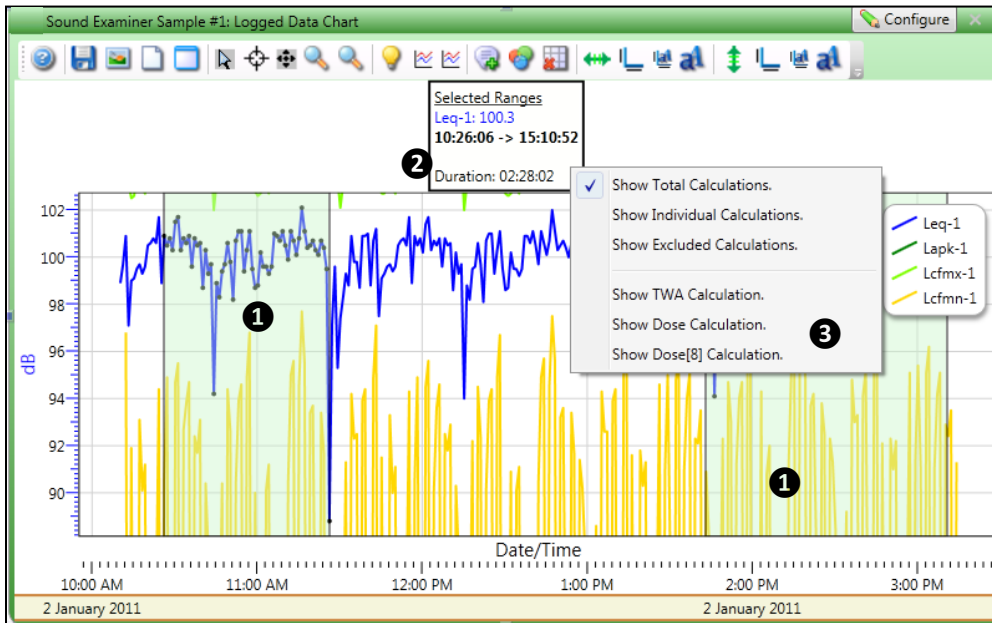 Sound Examiner Sample #1: Logged Data Chart
Configure
Selected Ranges
Leq-1: 100.3
10:26:06 -> 15:10:52
Duration: 02:28:02
2
✓ Show Total Calculations.
Show Individual Calculations.
Show Excluded Calculations.
Show TWA Calculation.
Show Dose Calculation.
Show Dose[8] Calculation.
3
Leq-1
Lapk-1
Lcfmx-1
Lcfmn-1
1
1
dB
102
100
98
96
94
92
90
Date/Time
10:00 AM 11:00 AM 12:00 PM 1:00 PM 2:00 PM 3:00 PM
2 January 2011 2 January 2011